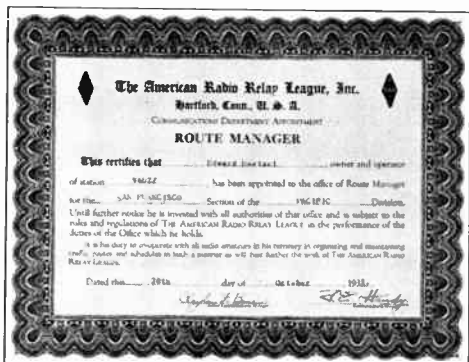 The American Radio Relay League, Inc.
Hartford, Conn., U. S. A.
COMMUNICATIONS DEPARTMENT APPOINTMENT
ROUTE MANAGER
This certifies that Edward owner and operator
of station has been appointed to the office of Route Manager
for the SAN FRANCISCO Section of the PACIFIC Division.
Until further notice he is invested with all authorities of this office and is subject to the
rules and regulations of THE AMERICAN RADIO RELAY LEAGUE in the performance of the
duties of the Office which he holds.
It is his duty to cooperate with all radio amateurs in his territory in organizing and maintaining
traffic routes and schedules in such a manner as will best further the work of THE AMERICAN RADIO
RELAY LEAGUE.
Dated this 20th day of October